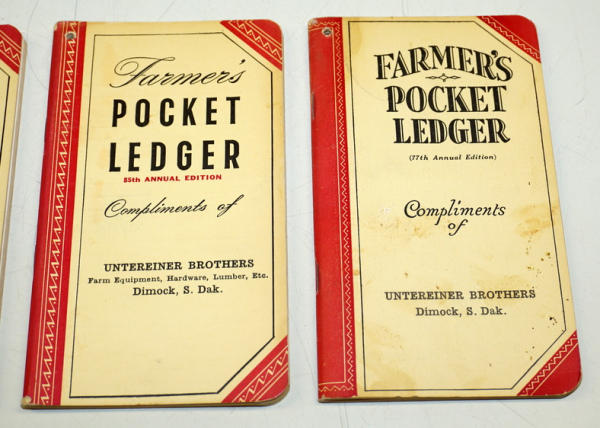 Farmer's
POCKET
LEDGER
85th ANNUAL EDITION
Compliments of
UNTEREINER BROTHERS
Farm Equipment, Hardware, Lumber, Etc.
Dimock, S. Dak.
FARMER'S
POCKET
LEDGER
(77th Annual Edition)
Compliments
of
UNTEREINER BROTHERS
Dimock, S. Dak.